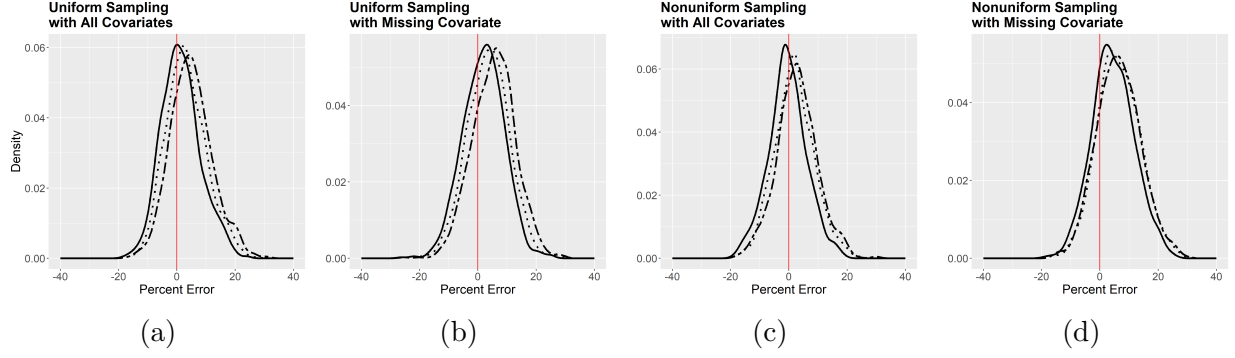 Uniform Sampling
with All Covariates
Uniform Sampling
with Missing Covariate
Nonuniform Sampling
with All Covariates
Nonuniform Sampling
with Missing Covariate
Density
0.06
0.04
0.02
0.00
-40 -20 0 20 40
Percent Error
0.04
0.02
0.00
-40 -20 0 20 40
Percent Error
0.06
0.04
0.02
0.00
-40 -20 0 20 40
Percent Error
0.04
0.02
0.00
-40 -20 0 20 40
Percent Error
(a)
(b)
(c)
(d)